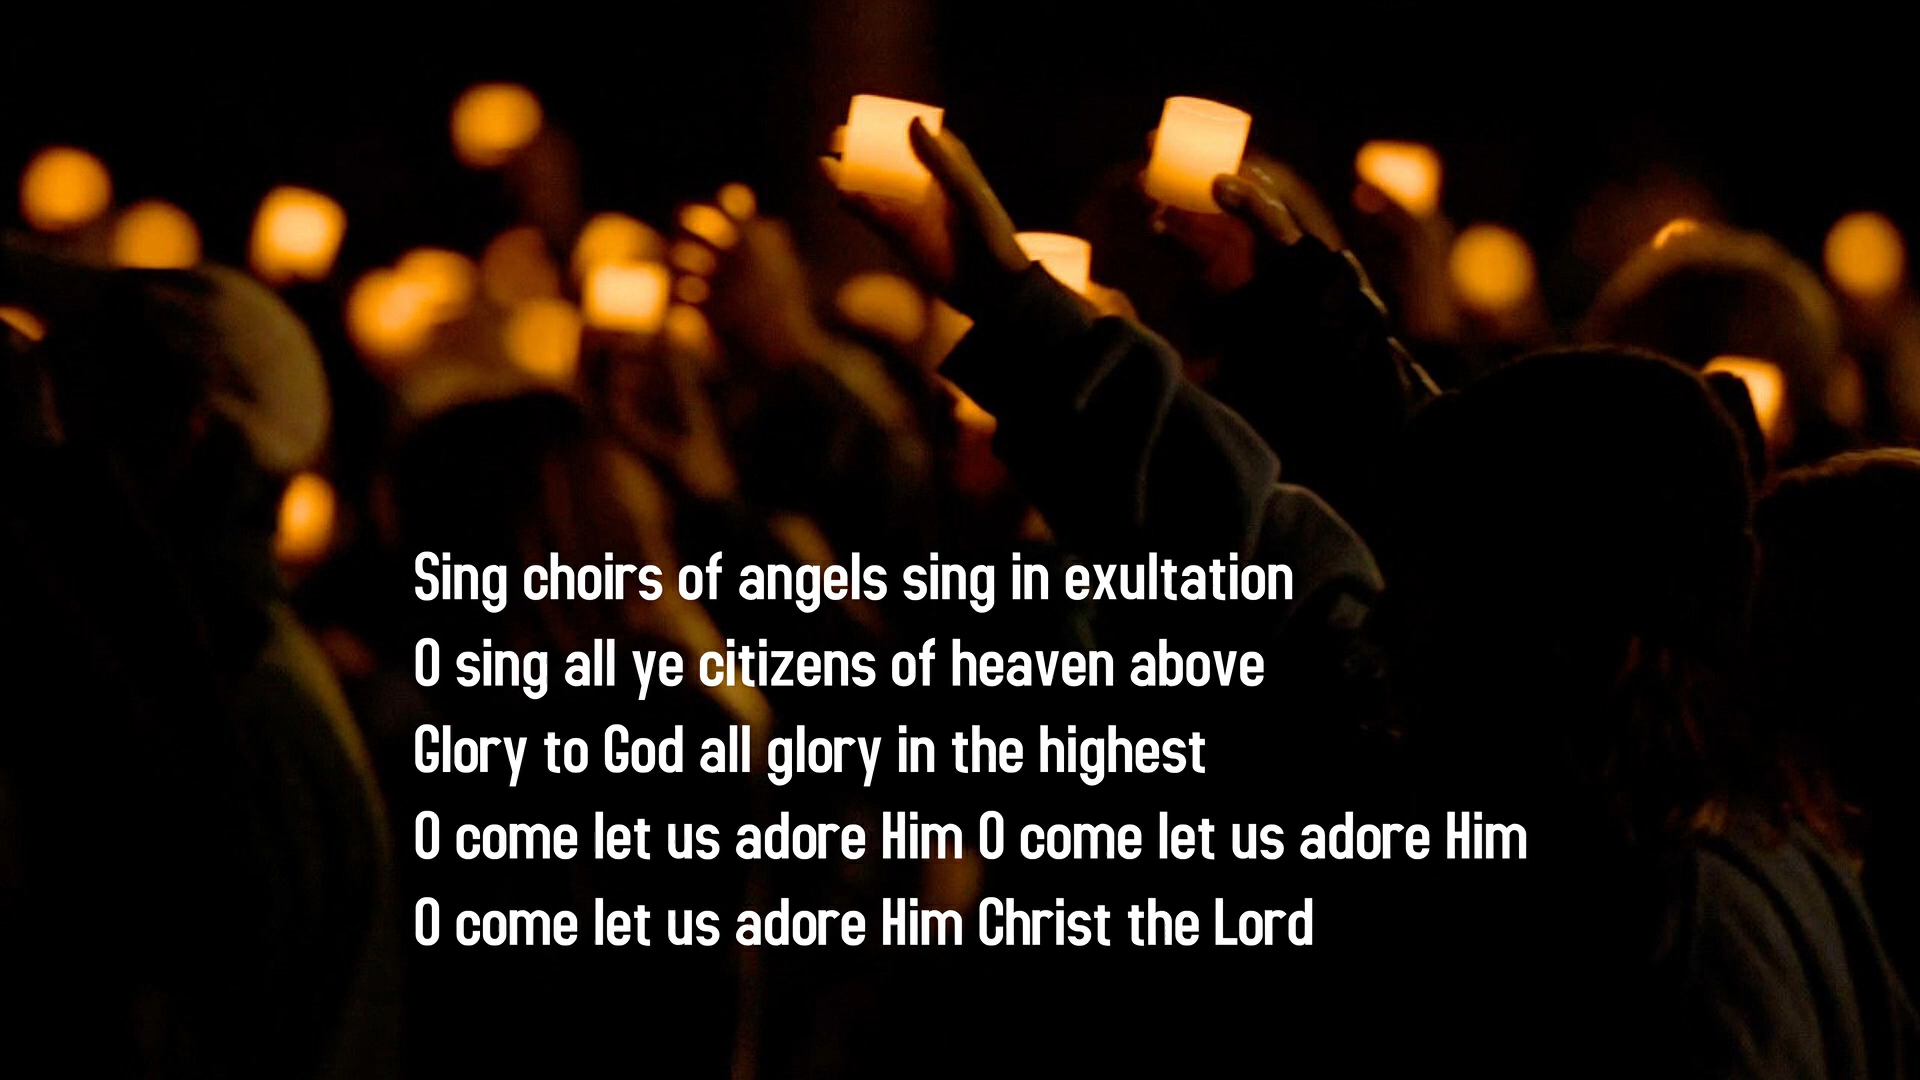 Sing choirs of angels sing in exultation
O sing all ye citizens of heaven above
Glory to God all glory in the highest
O come let us adore Him O come let us adore Him
O come let us adore Him Christ the Lord